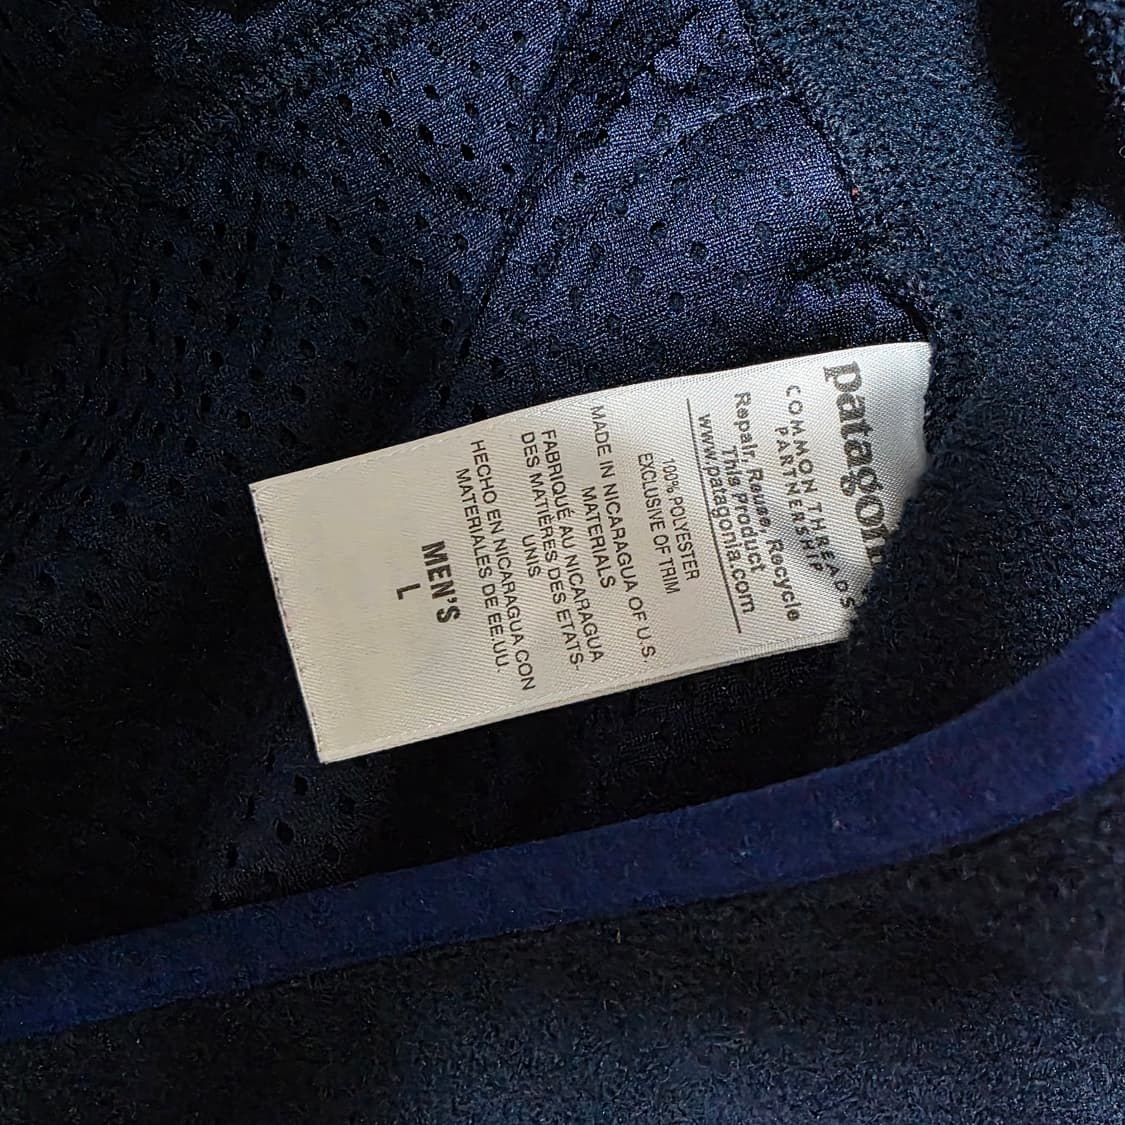 patagoni
COMMON THREADS
PARTNERSHIP
Repair, Reuse, Recycle
This Product
www.patagonia.com
100% POLYESTER
EXCLUSIVE OF TRIM
MADE IN NICARAGUA OF U.S.
MATERIALS
FABRIQUÉ AU NICARAGUA
DES MATIÈRES DES ETATS-
UNIS
HECHO EN NICARAGUA CON
MATERIALES DE EE.UU.
MEN'S
L